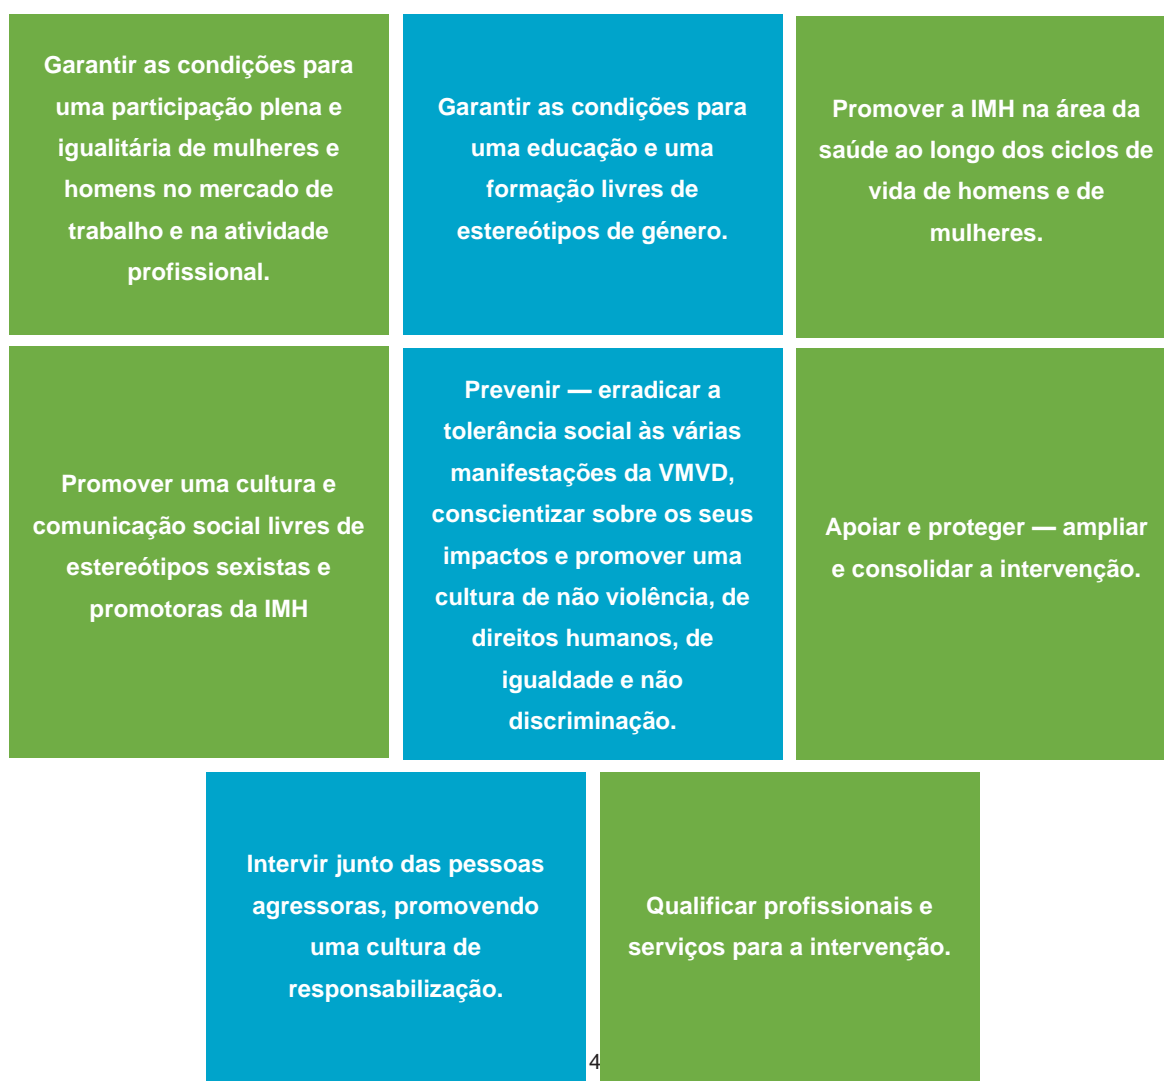 Garantir as condições para
uma participação plena e
igualitária de mulheres e
homens no mercado de
trabalho e na atividade
profissional.
Garantir as condições para
uma educação e uma
formação livres de
estereótipos de género.
Promover a IMH na área da
saúde ao longo dos ciclos de
vida de homens e de
mulheres.
Promover uma cultura e
comunicação social livres de
estereótipos sexistas e
promotoras da IMH
Prevenir — erradicar a
tolerância social às várias
manifestações da VMVD,
conscientizar sobre os seus
impactos e promover uma
cultura de não violência, de
direitos humanos, de
igualdade e não
discriminação.
Apoiar e proteger — ampliar
e consolidar a intervenção.
Intervir junto das pessoas
agressoras, promovendo
uma cultura de
responsabilização.
Qualificar profissionais e
serviços para a intervenção.
4